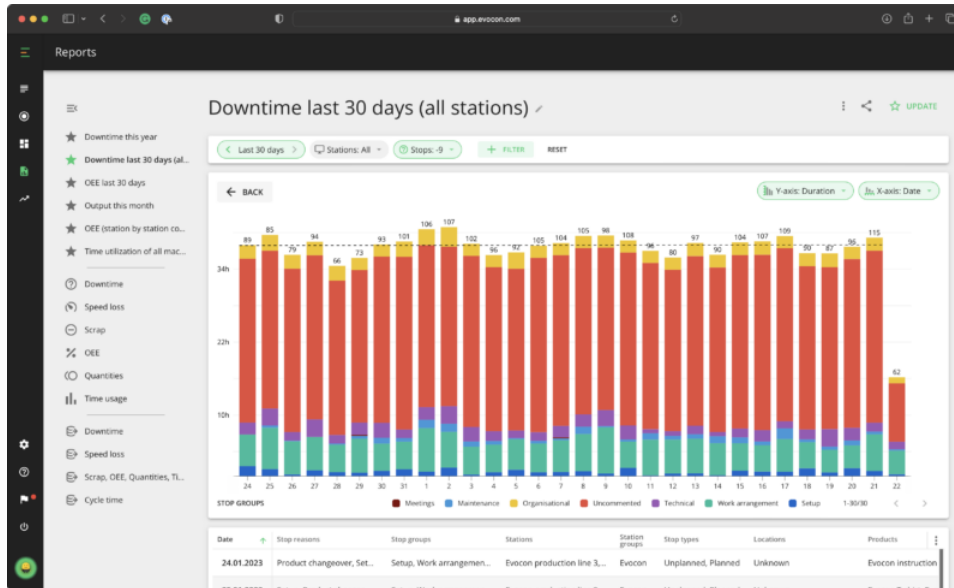 app.evocon.com
Reports
Downtime last 30 days (all stations)
UPDATE
Downtime this year
Downtime last 30 days (al...
OEE last 30 days
Output this month
OEE (station by station co...
Time utilization of all mac...
Downtime
Speed loss
Scrap
OEE
Quantities
Time usage
Downtime
Speed loss
Scrap, OEE, Quantities, Ti...
Cycle time
Last 30 days
Stations: All
Stops: -9
+ FILTER
RESET
BACK
Y-axis: Duration
X-axis: Date
89 85 79 94 66 73 93 101 106 107 102 96 92 105 104 105 98 108 96 80 97 90 104 107 109 90 87 96 115 62
34h
22h
10h
24 25 26 27 28 29 30 31 1 2 3 4 5 6 7 8 9 10 11 12 13 14 15 16 17 18 19 20 21 22
STOP GROUPS
Meetings Maintenance Organisational Uncommented Technical Work arrangement Setup
1-30/30
Date Stop reasons Stop groups Stations Station groups Stop types Locations Products
24.01.2023 Product changeover, Set... Setup, Work arrangemen... Evocon production line 3,... Evocon Unplanned, Planned Unknown Evocon instruction